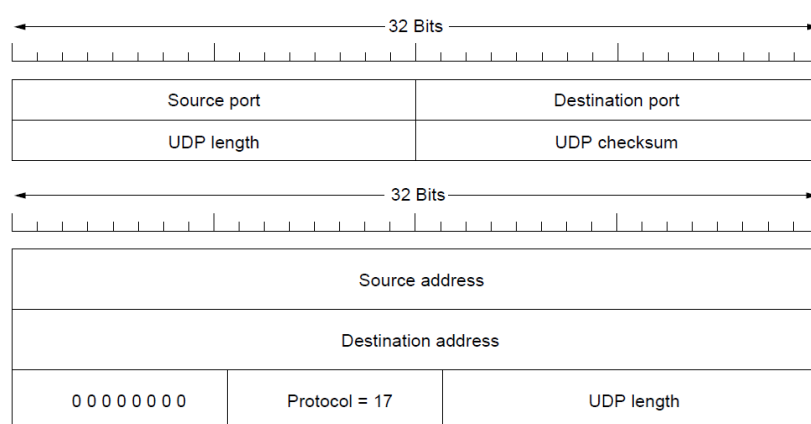 32 Bits
Source port Destination port
UDP length UDP checksum
32 Bits
Source address
Destination address
0 0 0 0 0 0 0 0 Protocol = 17 UDP length